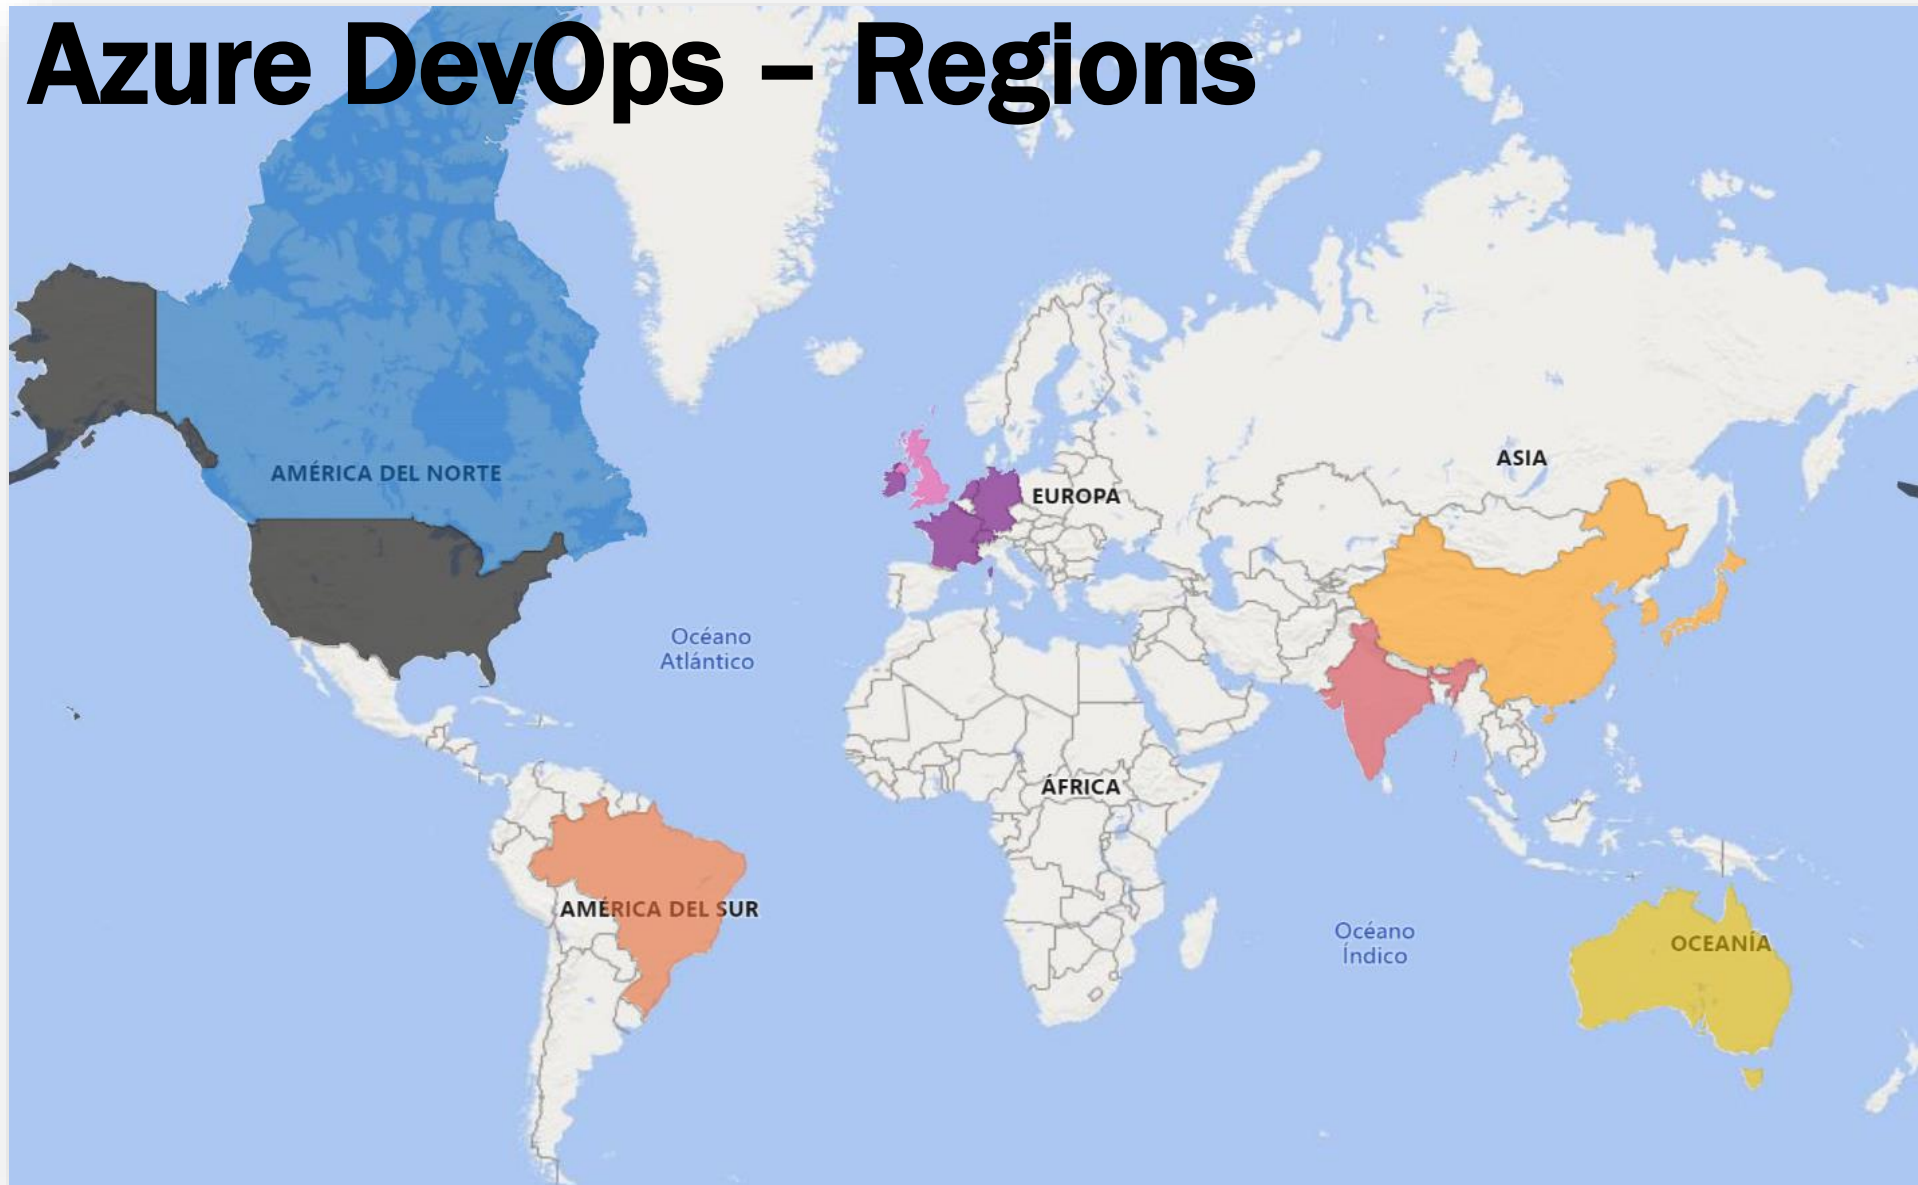 Azure DevOps – Regions
AMÉRICA DEL NORTE
ASIA
EUROPA
Océano
Atlántico
ÁFRICA
AMÉRICA DEL SUR
Océano
Índico
OCEANÍA